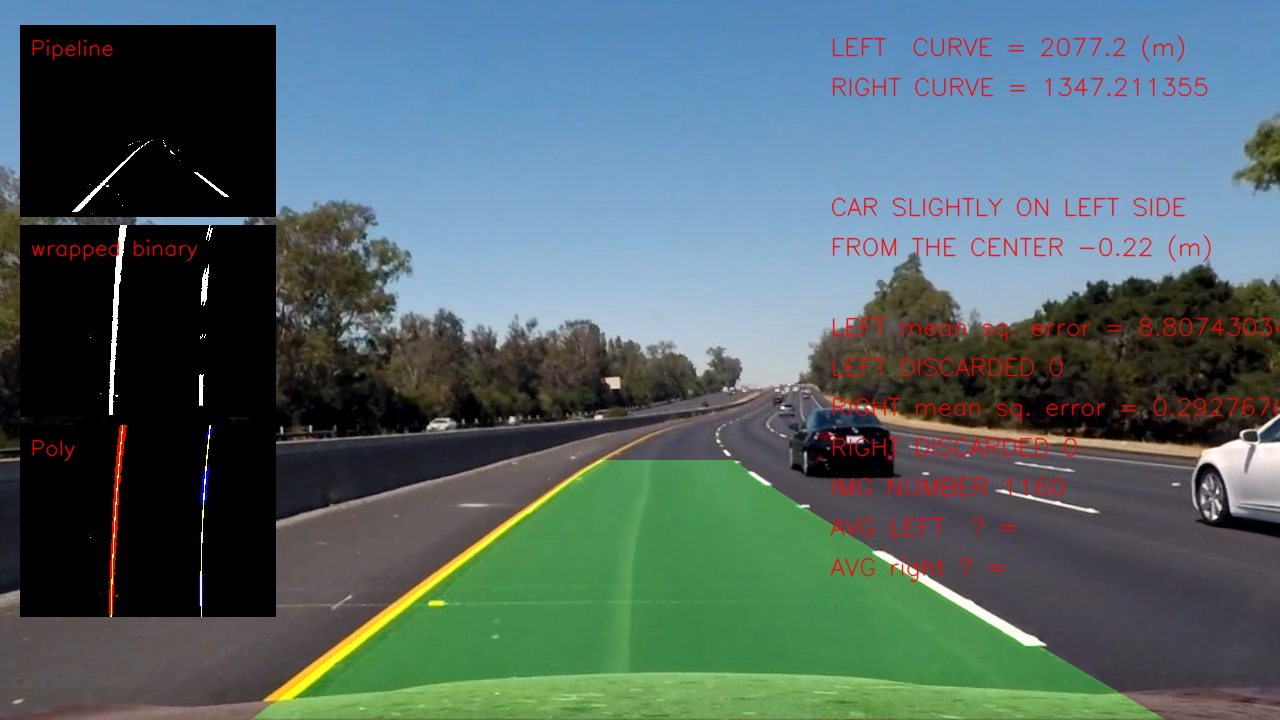 Pipeline
wrapped binary
Poly
LEFT CURVE = 2077.2 (m)
RIGHT CURVE = 1347.211355
CAR SLIGHTLY ON LEFT SIDE
FROM THE CENTER -0.22 (m)
LEFT mean sq. error = 8.8074303
LEFT DISCARDED 0
RIGHT mean sq. error = 0.292767
RIGHT DISCARDED 0
IMG NUMBER 1160
AVG LEFT ? =
AVG right ? =